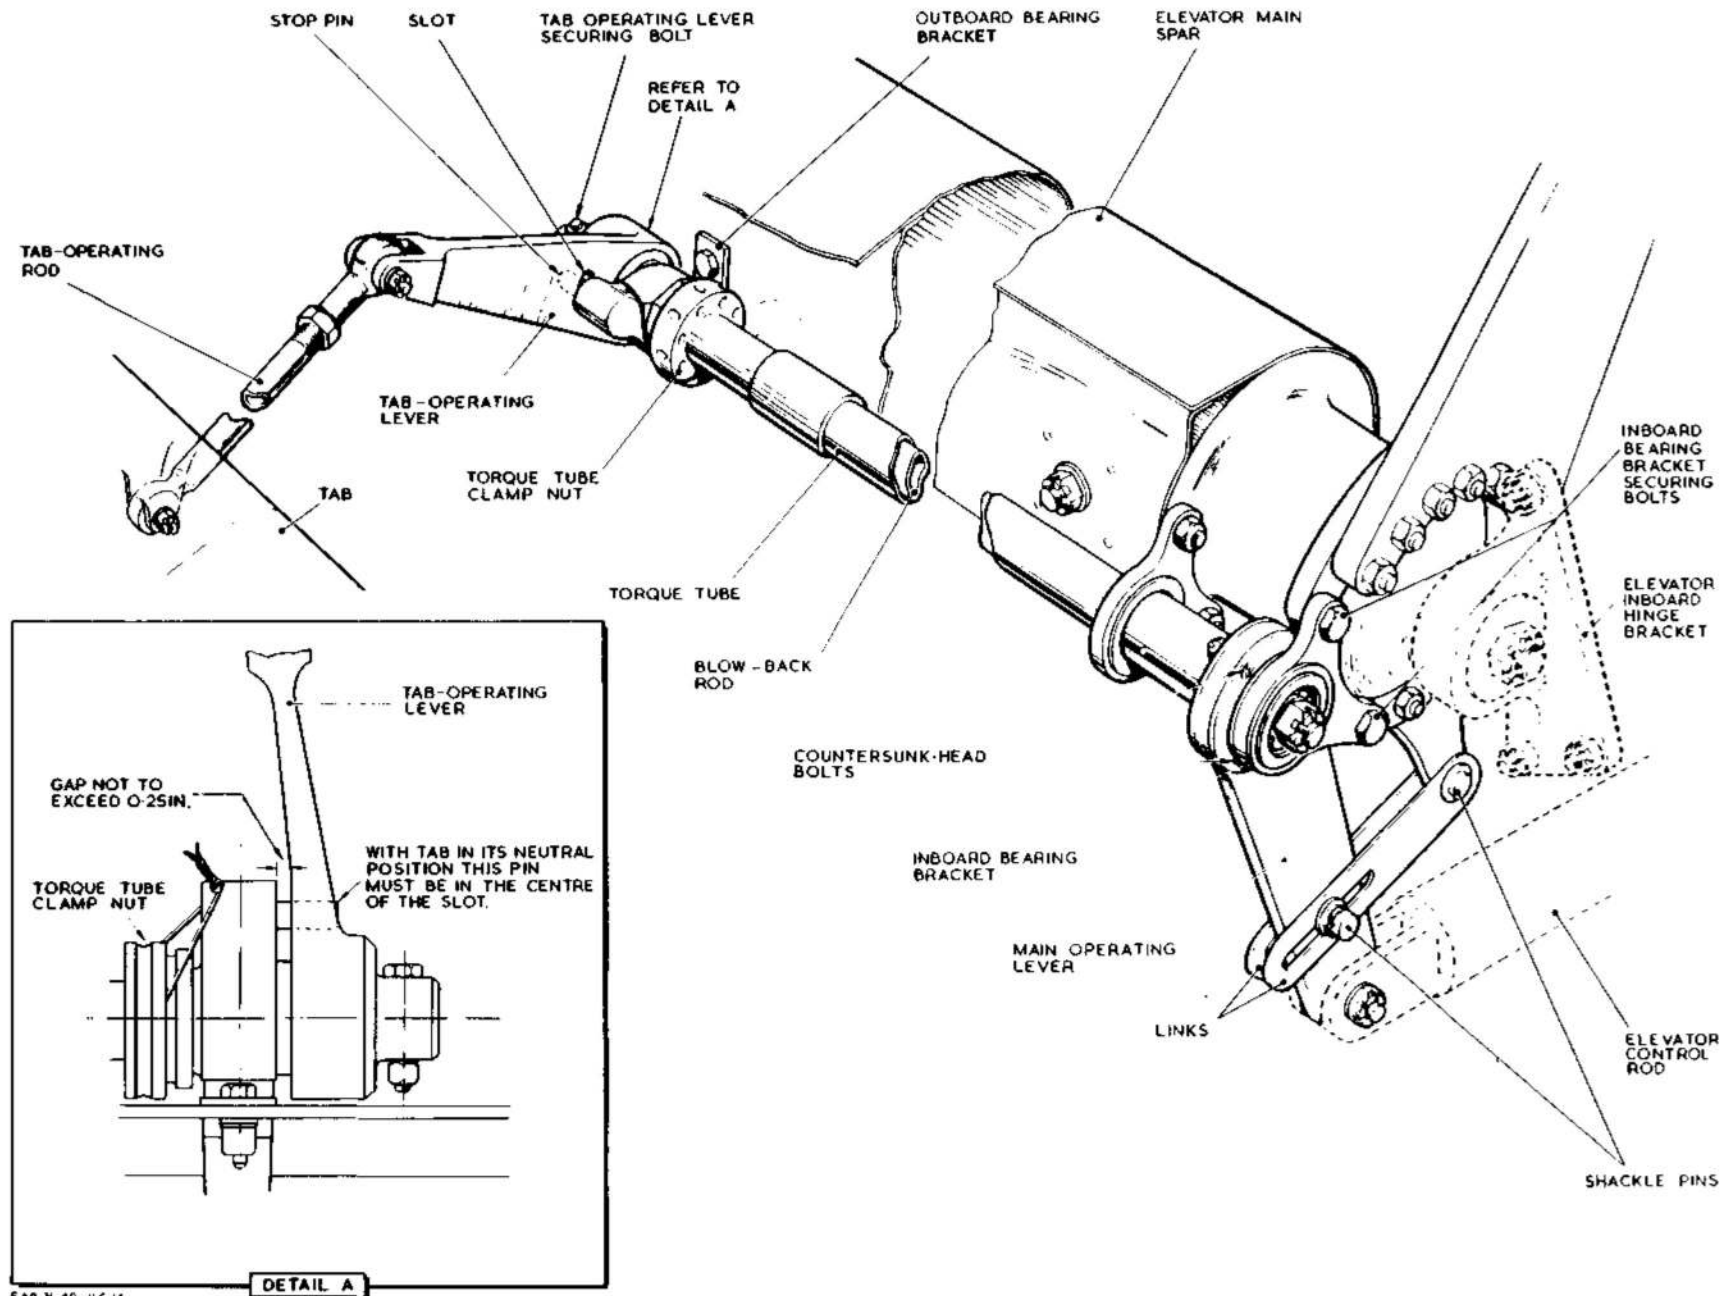 STOP PIN
SLOT
TAB OPERATING LEVER
SECURING BOLT
OUTBOARD BEARING
BRACKET
ELEVATOR MAIN
SPAR
REFER TO
DETAIL A
TAB-OPERATING
ROD
TAB-OPERATING
LEVER
TORQUE TUBE
CLAMP NUT
TAB
INBOARD
BEARING
BRACKET
SECURING
BOLTS
TORQUE TUBE
ELEVATOR
INBOARD
HINGE
BRACKET
BLOW-BACK
ROD
TAB-OPERATING
LEVER
COUNTERSUNK-HEAD
BOLTS
GAP NOT TO
EXCEED 0·25IN.
WITH TAB IN ITS NEUTRAL
POSITION THIS PIN
MUST BE IN THE CENTRE
OF THE SLOT.
TORQUE TUBE
CLAMP NUT
INBOARD BEARING
BRACKET
MAIN OPERATING
LEVER
LINKS
ELEVATOR
CONTROL
ROD
SHACKLE PINS
DETAIL A